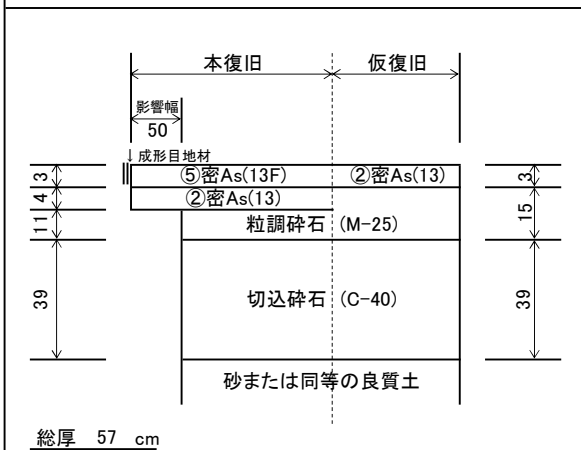 本復旧 仮復旧
影響幅
50
↓成形目地材
3 ⑤密As(13F) ②密As(13) 3
4 ②密As(13)
11 粒調砕石 (M-25) 15
39 切込砕石 (C-40) 39
砂または同等の良質土
総厚 57 cm